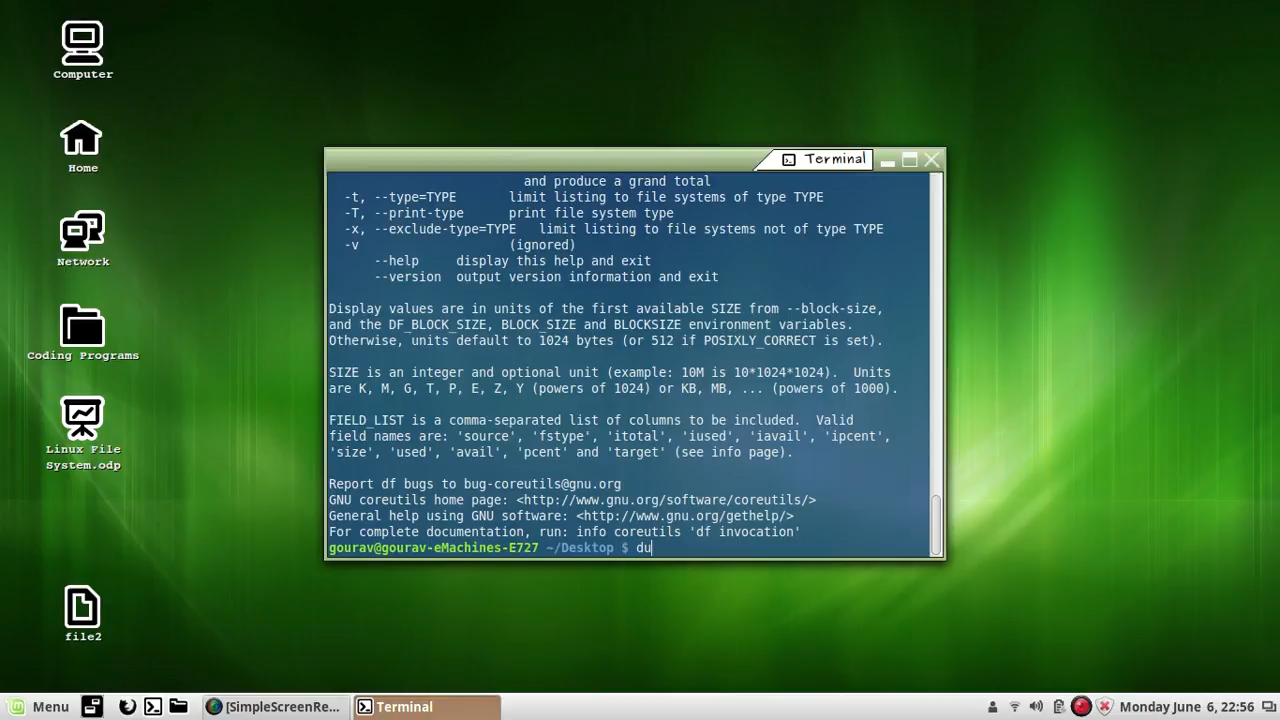 Computer
Home
Network
Coding Programs
Linux File
System.odp
file2
Terminal
and produce a grand total
-t, --type=TYPE limit listing to file systems of type TYPE
-T, --print-type print file system type
-x, --exclude-type=TYPE limit listing to file systems not of type TYPE
-v (ignored)
--help display this help and exit
--version output version information and exit
Display values are in units of the first available SIZE from --block-size,
and the DF_BLOCK_SIZE, BLOCK_SIZE and BLOCKSIZE environment variables.
Otherwise, units default to 1024 bytes (or 512 if POSIXLY_CORRECT is set).
SIZE is an integer and optional unit (example: 10M is 10*1024*1024). Units
are K, M, G, T, P, E, Z, Y (powers of 1024) or KB, MB, ... (powers of 1000).
FIELD_LIST is a comma-separated list of columns to be included. Valid
field names are: 'source', 'fstype', 'itotal', 'iused', 'iavail', 'ipcent',
'size', 'used', 'avail', 'pcent' and 'target' (see info page).
Report df bugs to bug-coreutils@gnu.org
GNU coreutils home page: <http://www.gnu.org/software/coreutils/>
General help using GNU software: <http://www.gnu.org/gethelp/>
For complete documentation, run: info coreutils 'df invocation'
gourav@gourav-eMachines-E727 ~/Desktop $ du
Menu
[SimpleScreenRe...
Terminal
Monday June 6, 22:56